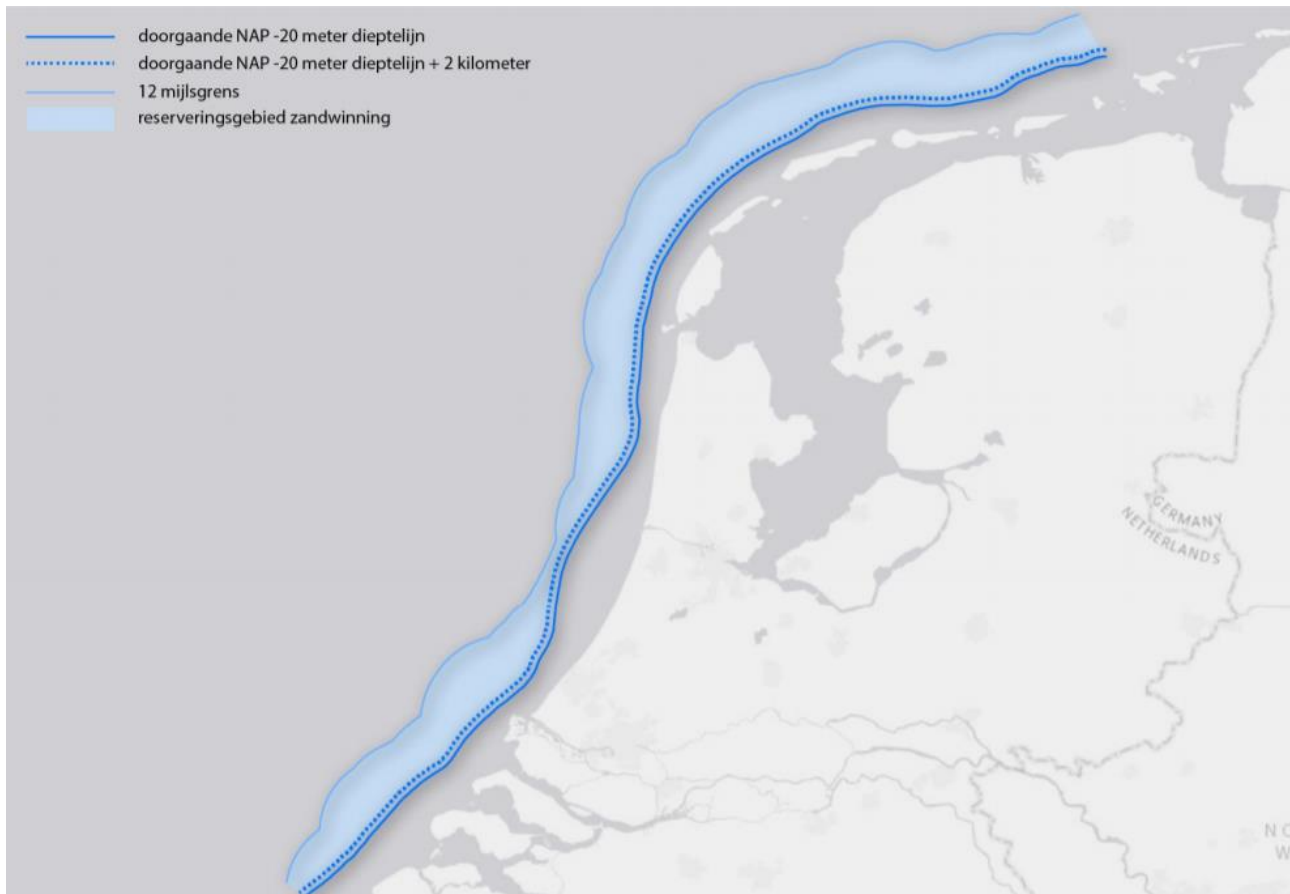 doorgaande NAP -20 meter dieptelijn
doorgaande NAP -20 meter dieptelijn + 2 kilometer
12 mijlsgrens
reserveringsgebied zandwinning
GERMANY
NETHERLANDS